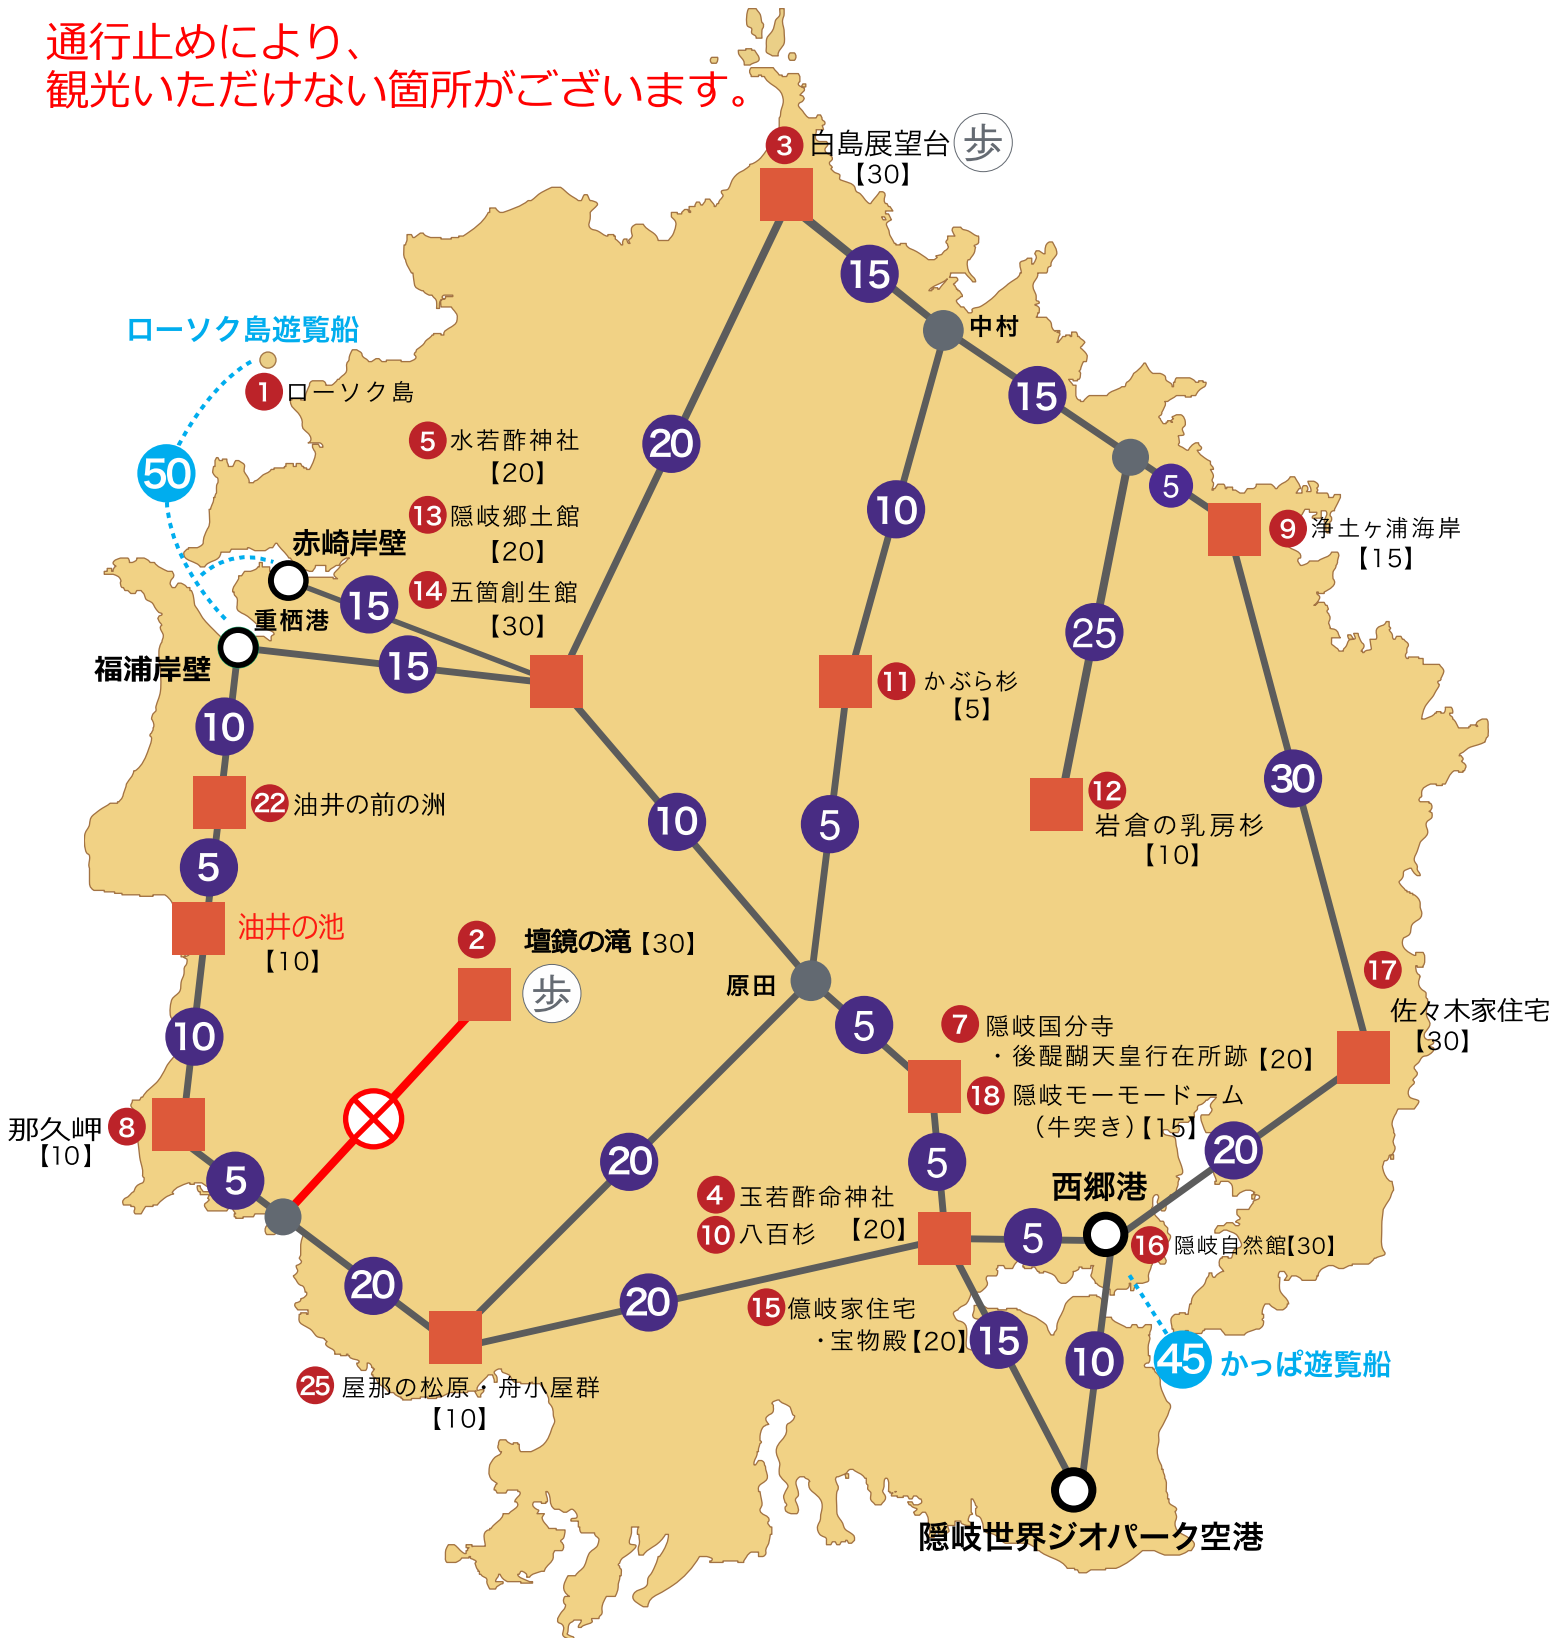 通行止めにより、
観光いただけない箇所がございます。
3 白島展望台 歩
【30】
15
中村
ローソク島遊覧船
1 ローソク島
15
20
5 水若酢神社
【20】
50
5
10
13 隠岐郷土館
【20】
9 浄土ヶ浦海岸
【15】
赤崎岸壁
14 五箇創生館
【30】
15
重栖港
25
福浦岸壁
15
11 かぶら杉
【5】
10
30
12
岩倉の乳房杉
【10】
22 油井の前の洲
10
5
5
油井の池
【10】
2 壇鏡の滝【30】
歩
17
佐々木家住宅
【30】
原田
10
5
7 隠岐国分寺
・後醍醐天皇行在所跡【20】
18 隠岐モーモードーム
（牛突き）【15】
那久岬 8
【10】
5
20
5
20
西郷港
4 玉若酢命神社
10 八百杉 【20】
5
16 隠岐自然館【30】
20
20
15 億岐家住宅
・宝物殿【20】
15
10
45 かっぱ遊覧船
25 屋那の松原・舟小屋群
【10】
隠岐世界ジオパーク空港